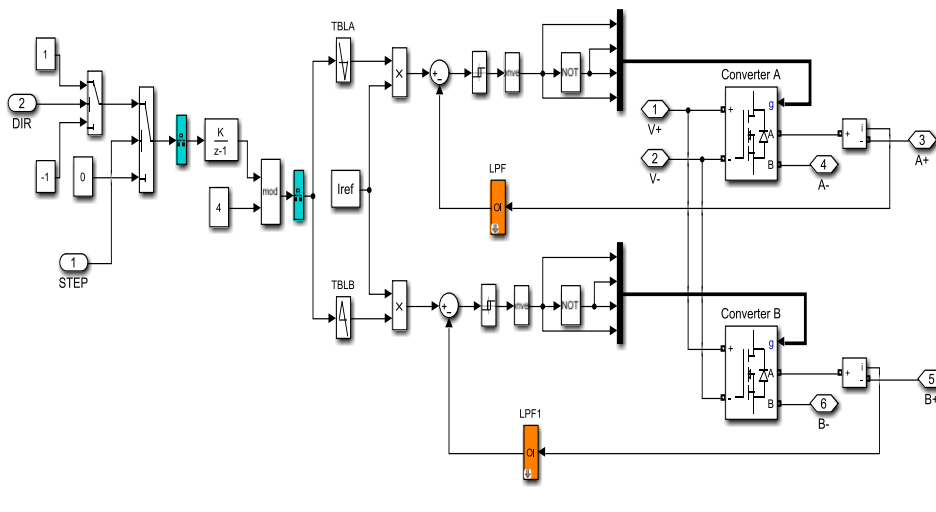 TBLA
1
Converter A
2
DIR
+
-
NOT
g
1
V+
+
A
+
i
-
3
A+
K
z-1
2
V-
-
B
4
A-
-1
0
mod
LPF
4
Iref
1
STEP
TBLB
Converter B
+
-
NOT
g
+
A
+
i
-
5
B+
-
B
6
B-
LPF1